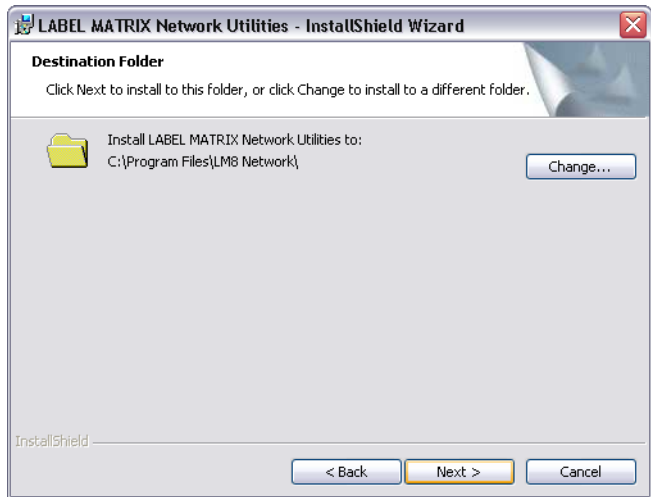 LABEL MATRIX Network Utilities - InstallShield Wizard
Destination Folder
Click Next to install to this folder, or click Change to install to a different folder.
Install LABEL MATRIX Network Utilities to:
C:\Program Files\LM8 Network\
Change...
InstallShield
< Back
Next >
Cancel